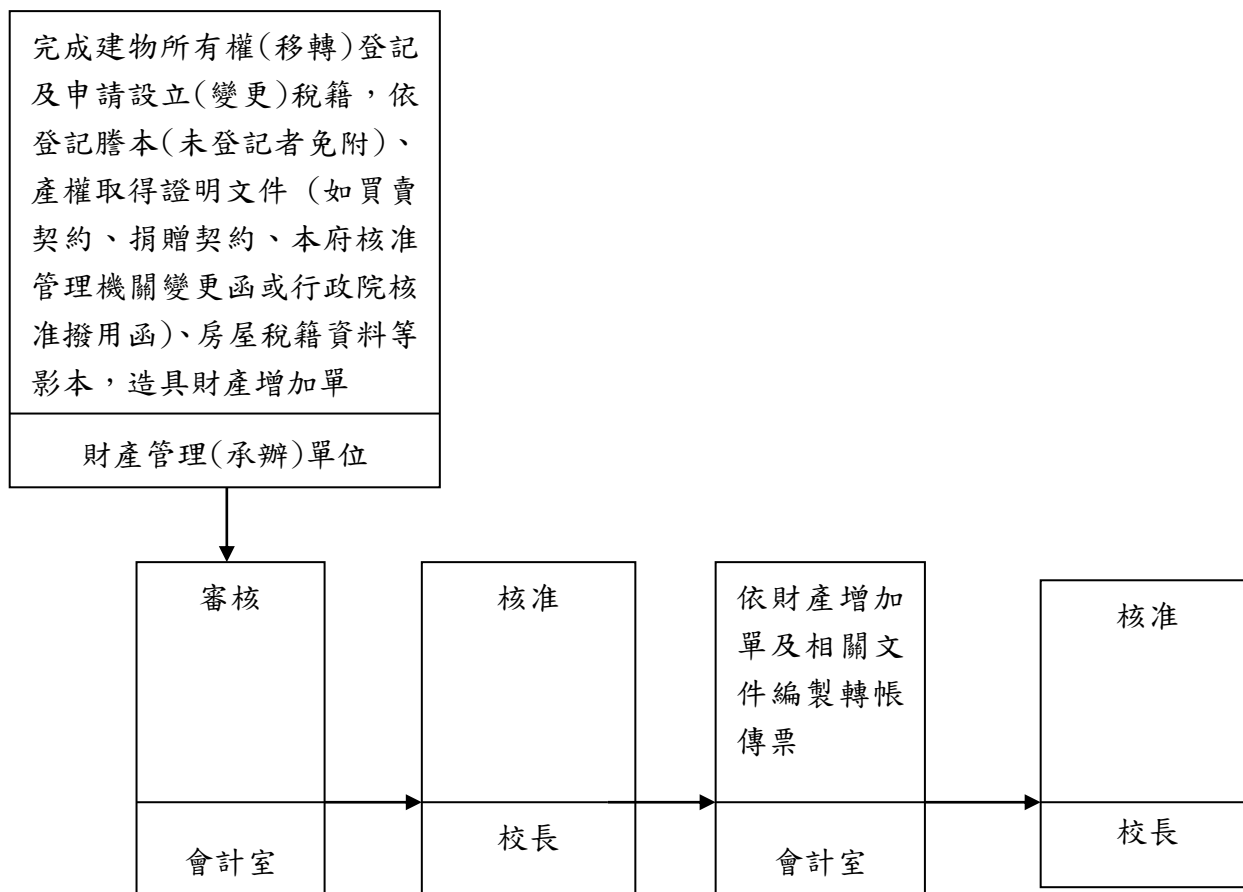 完成建物所有權(移轉)登記
及申請設立(變更)稅籍，依
登記謄本(未登記者免附)、
產權取得證明文件（如買賣
契約、捐贈契約、本府核准
管理機關變更函或行政院核
准撥用函)、房屋稅籍資料等
影本，造具財產增加單
財產管理(承辦)單位
審核
會計室
核准
校長
依財產增加
單及相關文
件編製轉帳
傳票
會計室
核准
校長